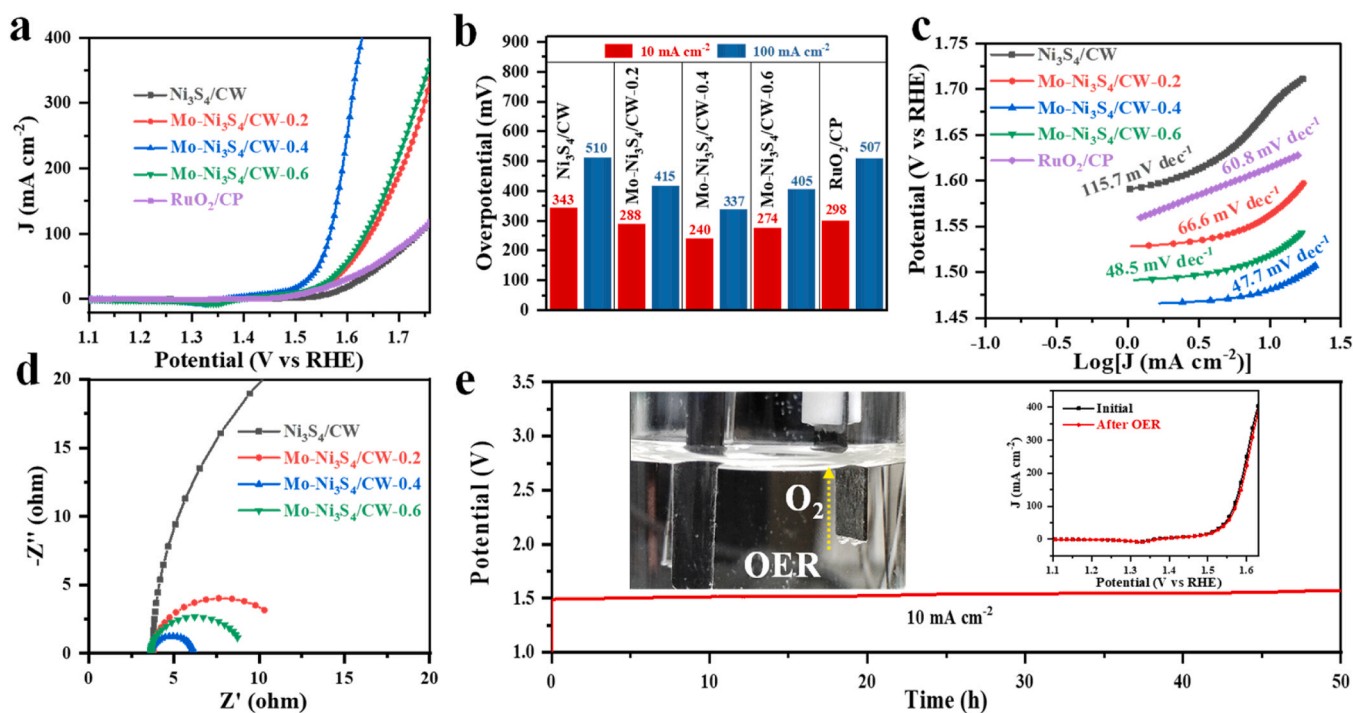 a
400
300
200
100
0
J (mA cm⁻²)
Ni₃S₄/CW
Mo-Ni₃S₄/CW-0.2
Mo-Ni₃S₄/CW-0.4
Mo-Ni₃S₄/CW-0.6
RuO₂/CP
1.1 1.2 1.3 1.4 1.5 1.6 1.7
Potential (V vs RHE)
b
900
800
700
600
500
400
300
200
100
0
Overpotential (mV)
10 mA cm⁻² 100 mA cm⁻²
Ni₃S₄/CW
Mo-Ni₃S₄/CW-0.2
Mo-Ni₃S₄/CW-0.4
Mo-Ni₃S₄/CW-0.6
RuO₂/CP
343 510 288 415 240 337 274 405 298 507
c
Ni₃S₄/CW
Mo-Ni₃S₄/CW-0.2
Mo-Ni₃S₄/CW-0.4
Mo-Ni₃S₄/CW-0.6
RuO₂/CP
1.70
1.65
1.60
1.55
1.50
1.45
Potential (V vs RHE)
115.7 mV dec⁻¹
60.8 mV dec⁻¹
66.6 mV dec⁻¹
48.5 mV dec⁻¹
47.7 mV dec⁻¹
-1.0 -0.5 0.0 0.5 1.0 1.5
Log[J (mA cm⁻²)]
d
20
15
10
5
0
-Z'' (ohm)
Ni₃S₄/CW
Mo-Ni₃S₄/CW-0.2
Mo-Ni₃S₄/CW-0.4
Mo-Ni₃S₄/CW-0.6
0 5 10 15 20
Z' (ohm)
e
3.5
3.0
2.5
2.0
1.5
1.0
Potential (V)
O₂
OER
Initial
After OER
400
300
200
100
0
J (mA cm⁻²)
1.1 1.2 1.3 1.4 1.5 1.6
Potential (V vs RHE)
10 mA cm⁻²
0 10 20 30 40 50
Time (h)